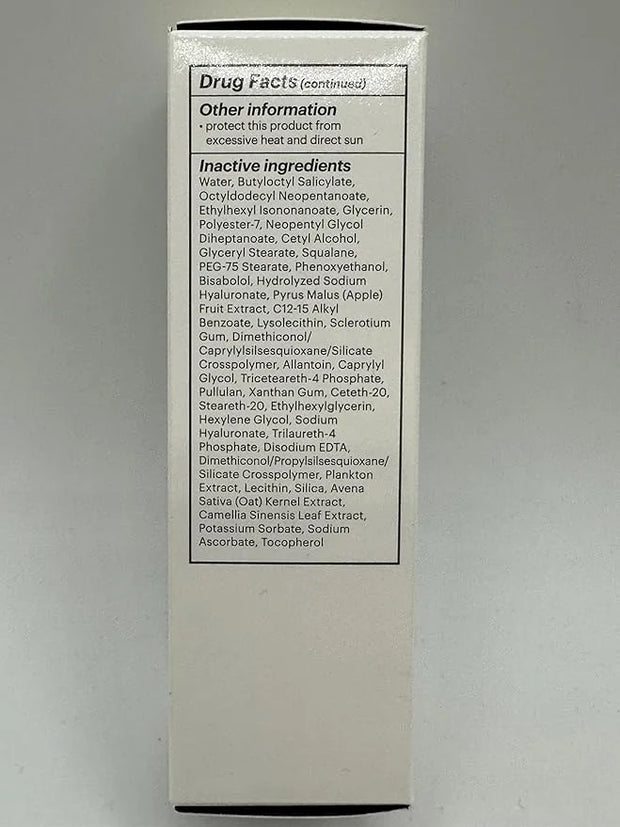 Drug Facts (continued)
Other information
• protect this product from
excessive heat and direct sun
Inactive ingredients
Water, Butyloctyl Salicylate,
Octyldodecyl Neopentanoate,
Ethylhexyl Isononanoate, Glycerin,
Polyester-7, Neopentyl Glycol
Diheptanoate, Cetyl Alcohol,
Glyceryl Stearate, Squalane,
PEG-75 Stearate, Phenoxyethanol,
Bisabolol, Hydrolyzed Sodium
Hyaluronate, Pyrus Malus (Apple)
Fruit Extract, C12-15 Alkyl
Benzoate, Lysolecithin, Sclerotium
Gum, Dimethiconol/
Caprylylsilsesquioxane/Silicate
Crosspolymer, Allantoin, Caprylyl
Glycol, Triceteareth-4 Phosphate,
Pullulan, Xanthan Gum, Ceteth-20,
Steareth-20, Ethylhexylglycerin,
Hexylene Glycol, Sodium
Hyaluronate, Trilaureth-4
Phosphate, Disodium EDTA,
Dimethiconol/Propylsilsesquioxane/
Silicate Crosspolymer, Plankton
Extract, Lecithin, Silica, Avena
Sativa (Oat) Kernel Extract,
Camellia Sinensis Leaf Extract,
Potassium Sorbate, Sodium
Ascorbate, Tocopherol